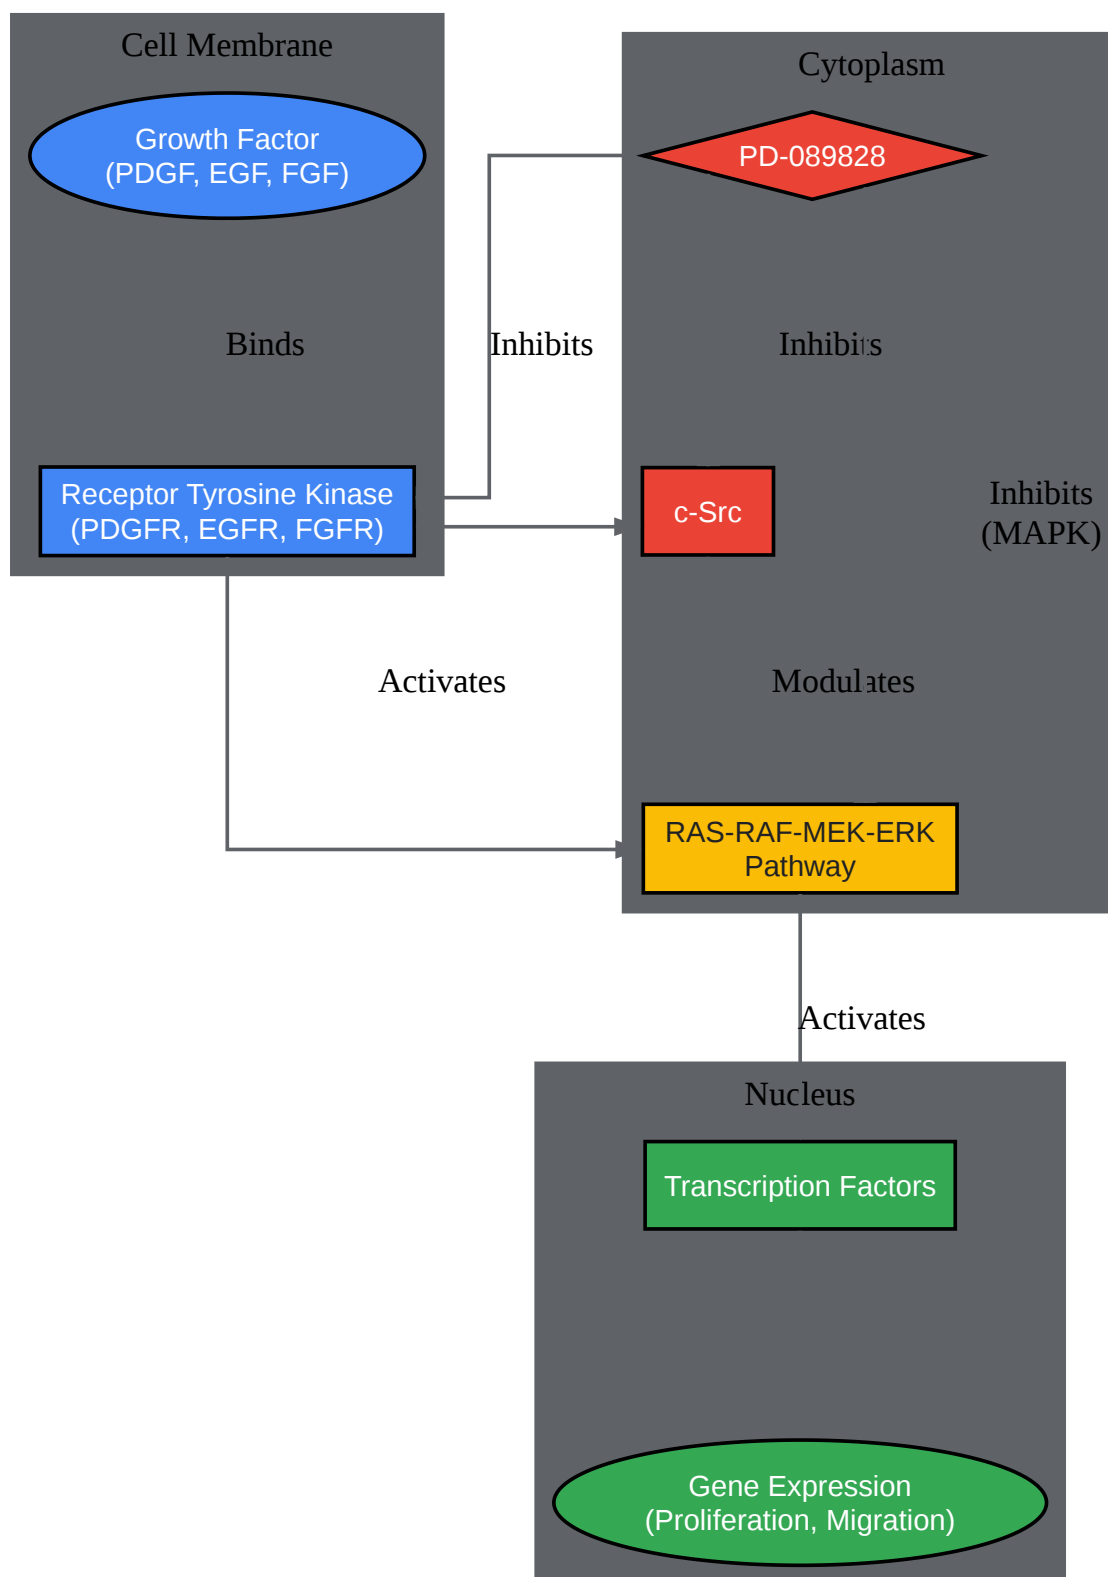 Cell Membrane
Growth Factor
(PDGF, EGF, FGF)
Binds
Receptor Tyrosine Kinase
(PDGFR, EGFR, FGFR)
Inhibits
Activates
Cytoplasm
PD-089828
Inhibits
c-Src
Inhibits
(MAPK)
Modulates
RAS-RAF-MEK-ERK
Pathway
Activates
Nucleus
Transcription Factors
Gene Expression
(Proliferation, Migration)